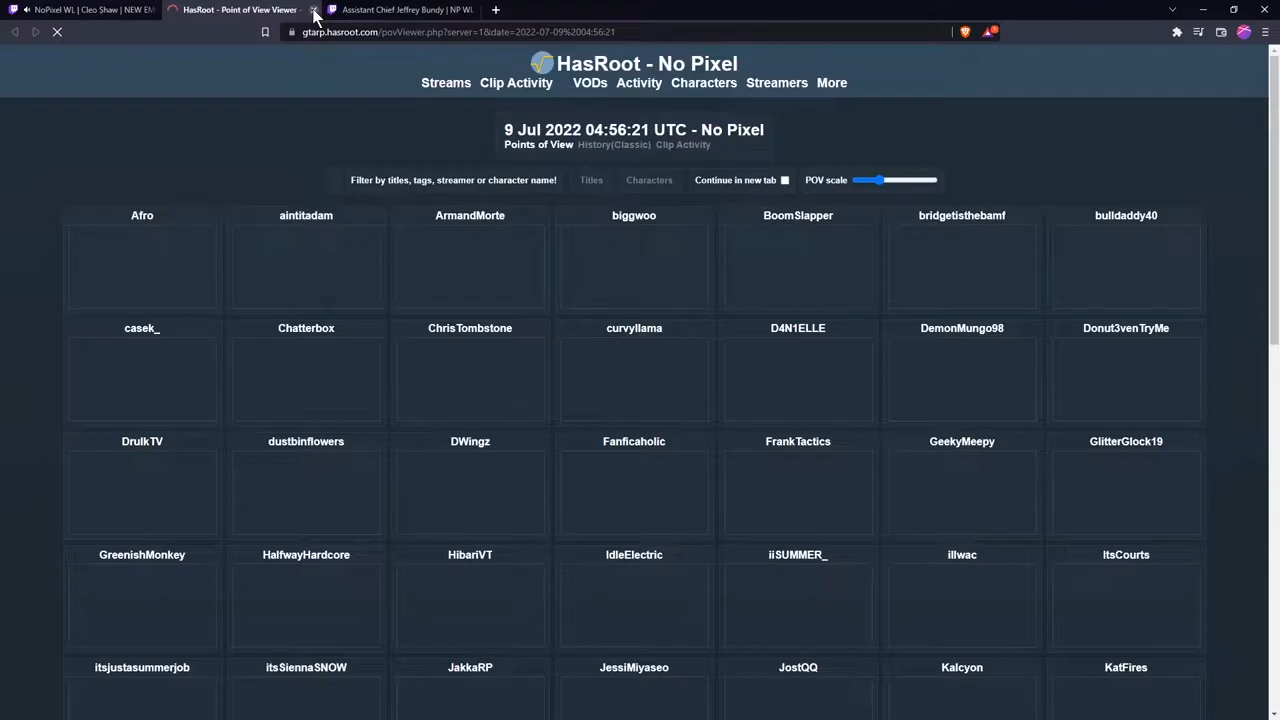 NoPixel WL | Cleo Shaw | NEW EM
HasRoot - Point of View Viewer -
Assistant Chief Jeffrey Bundy | NP WL
gtarp.hasroot.com/povViewer.php?server=1&date=2022-07-09%2004:56:21
HasRoot - No Pixel
Streams Clip Activity VODs Activity Characters Streamers More
9 Jul 2022 04:56:21 UTC - No Pixel
Points of View History(Classic) Clip Activity
Filter by titles, tags, streamer or character name! Titles Characters Continue in new tab POV scale
Afro aintitadam ArmandMorte biggwoo BoomSlapper bridgetisthebamf bulldaddy40
casek_ Chatterbox ChrisTombstone curvyllama D4N1ELLE DemonMungo98 Donut3venTryMe
DrulkTV dustbinflowers DWingz Fanficaholic FrankTactics GeekyMeepy GlitterGlock19
GreenishMonkey HalfwayHardcore HibariVT IdleElectric iiSUMMER_ illwac ItsCourts
itsjustasummerjob itsSiennaSNOW JakkaRP JessiMiyaseo JostQQ Kalcyon KatFires